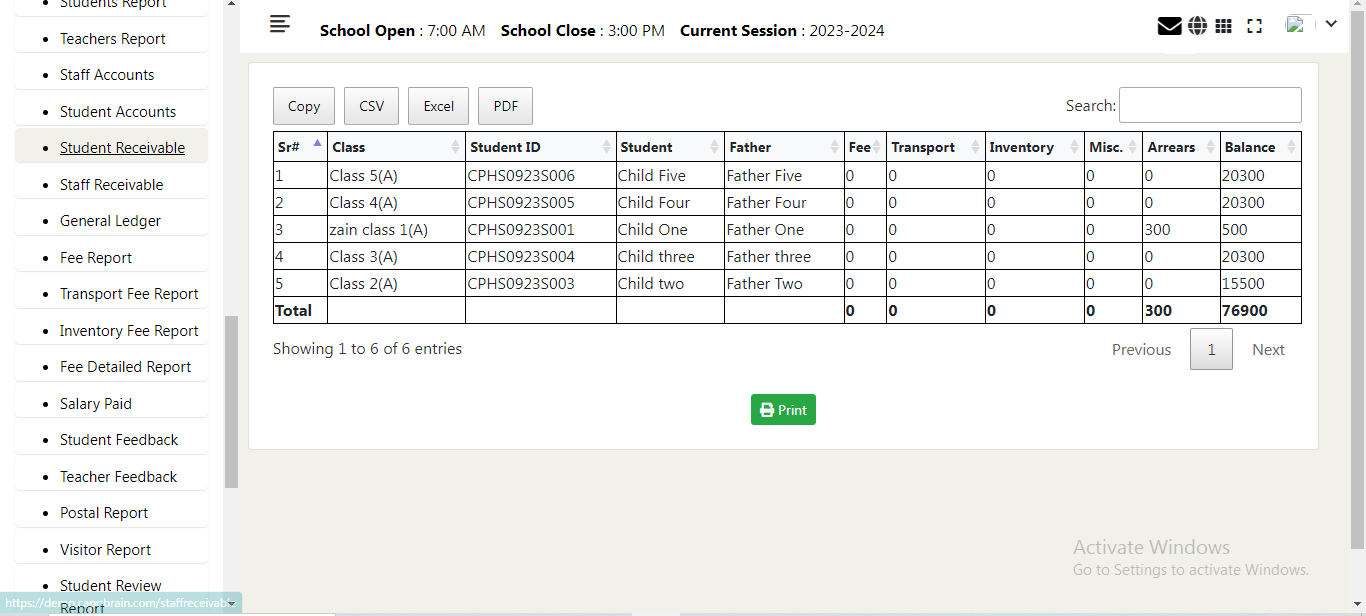 Students Report
Teachers Report
Staff Accounts
Student Accounts
Student Receivable
Staff Receivable
General Ledger
Fee Report
Transport Fee Report
Inventory Fee Report
Fee Detailed Report
Salary Paid
Student Feedback
Teacher Feedback
Postal Report
Visitor Report
Student Review
Report
School Open : 7:00 AM School Close : 3:00 PM Current Session : 2023-2024
Copy CSV Excel PDF Search:
Sr# Class Student ID Student Father Fee Transport Inventory Misc. Arrears Balance
1 Class 5(A) CPHS0923S006 Child Five Father Five 0 0 0 0 0 20300
2 Class 4(A) CPHS0923S005 Child Four Father Four 0 0 0 0 0 20300
3 zain class 1(A) CPHS0923S001 Child One Father One 0 0 0 0 300 500
4 Class 3(A) CPHS0923S004 Child three Father three 0 0 0 0 0 20300
5 Class 2(A) CPHS0923S003 Child two Father Two 0 0 0 0 0 15500
Total 0 0 0 0 300 76900
Showing 1 to 6 of 6 entries Previous 1 Next
Print
Activate Windows
Go to Settings to activate Windows.